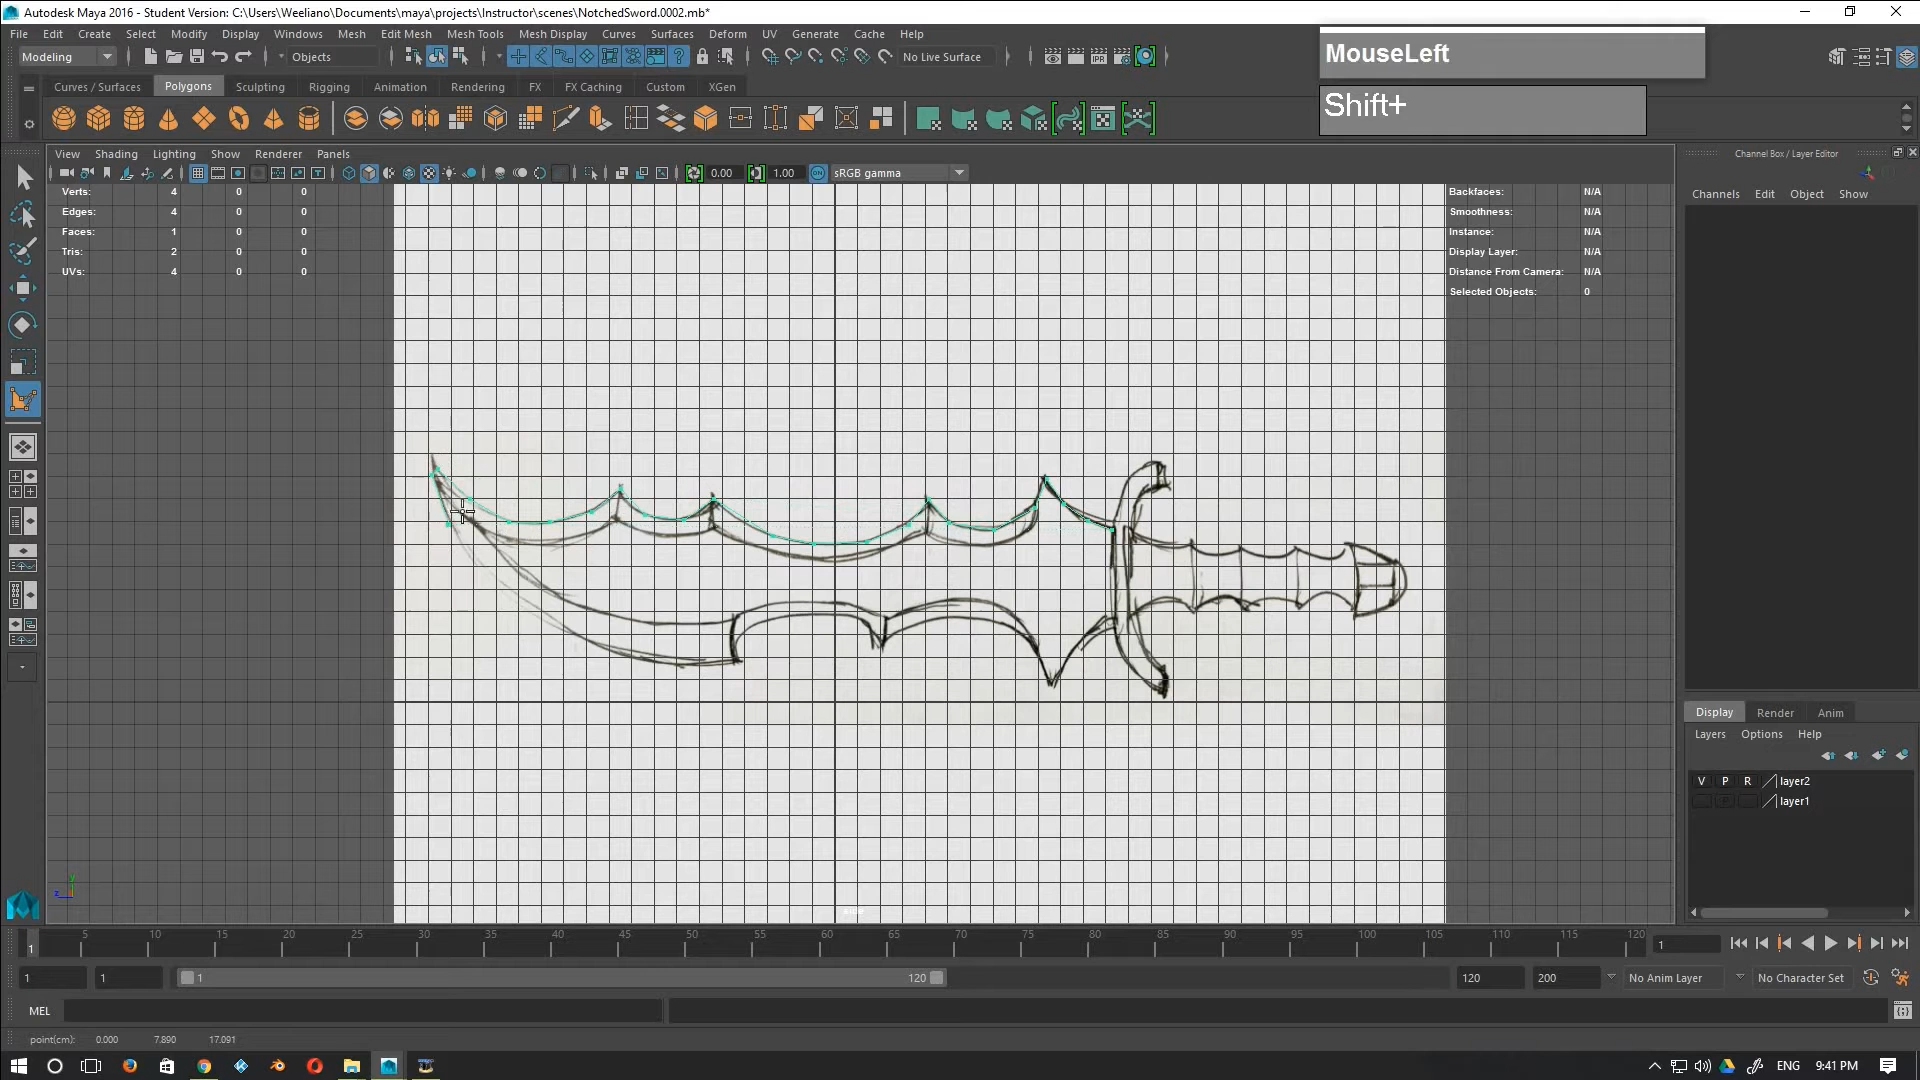 Autodesk Maya 2016 - Student Version: C:\Users\Weeliano\Documents\maya\projects\Instructor\scenes\NotchedSword.0002.mb*
File Edit Create Select Modify Display Windows Mesh Edit Mesh Mesh Tools Mesh Display Curves Surfaces Deform UV Generate Cache Help
MouseLeft
Shift+
Modeling Objects No Live Surface
Curves / Surfaces Polygons Sculpting Rigging Animation Rendering FX FX Caching Custom XGen
View Shading Lighting Show Renderer Panels
Channel Box / Layer Editor
0.00 1.00 sRGB gamma
ON
IPR
Channels Edit Object Show
Verts: 4 0 0
Edges: 4 0 0
Faces: 1 0 0
Tris: 2 0 0
UVs: 4 0 0
Backfaces: N/A
Smoothness: N/A
Instance: N/A
Display Layer: N/A
Distance From Camera: N/A
Selected Objects: 0
Display Render Anim
Layers Options Help
V P R layer2
layer1
y
z
side
5 10 15 20 25 30 35 40 45 50 55 60 65 70 75 80 85 90 95 100 105 110 115 120
1 1
1 1 1 120 120 200 No Anim Layer No Character Set
MEL
point(cm): 0.000 7.890 17.091
ENG 9:41 PM